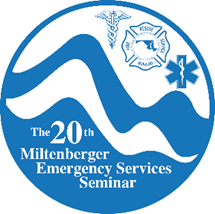 The 20th
Miltenberger
Emergency Services
Seminar